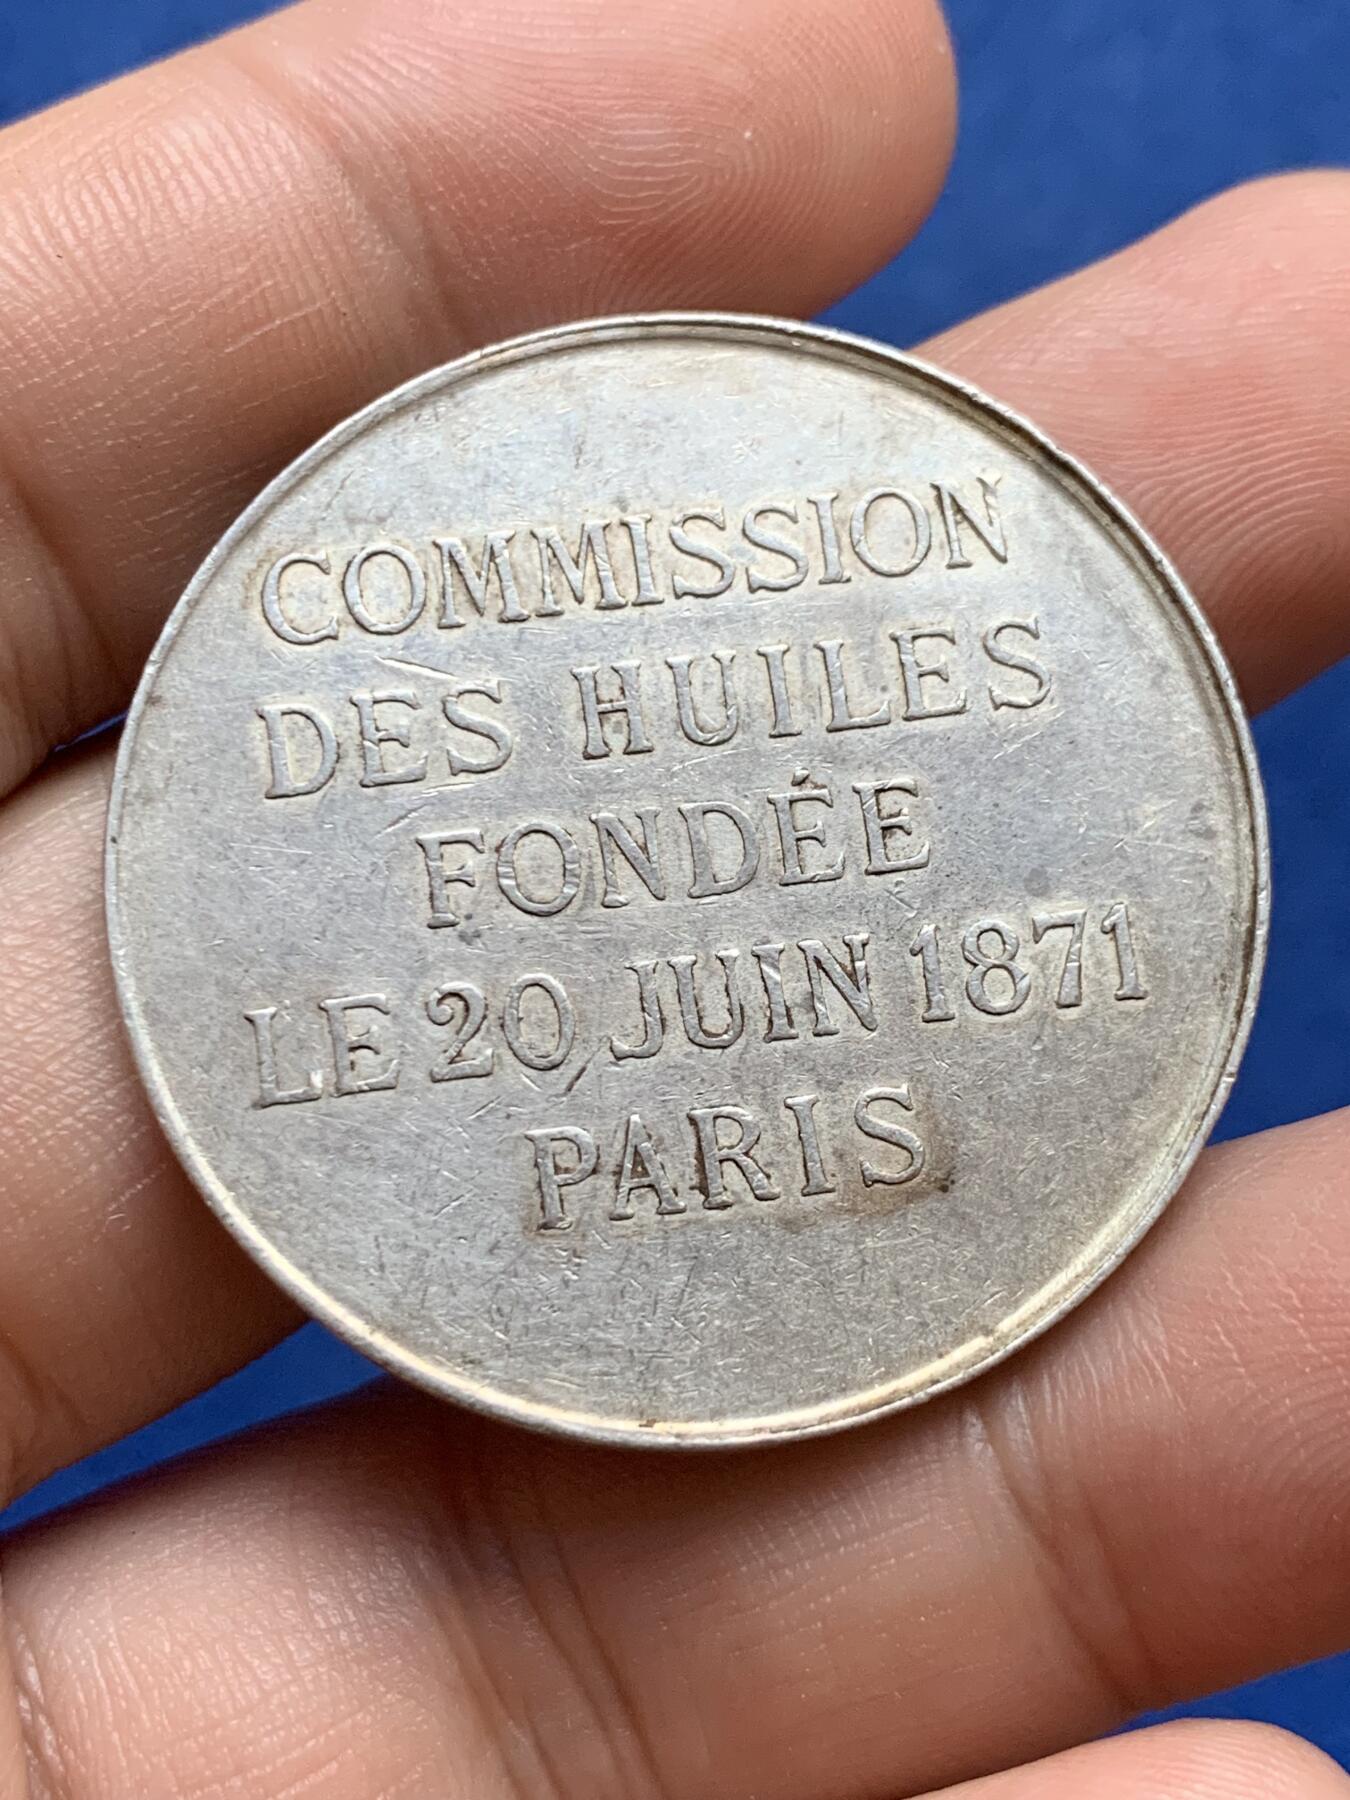 COMMISSION
DES HUILES
FONDÉE
LE 20 JUIN 1871
PARIS